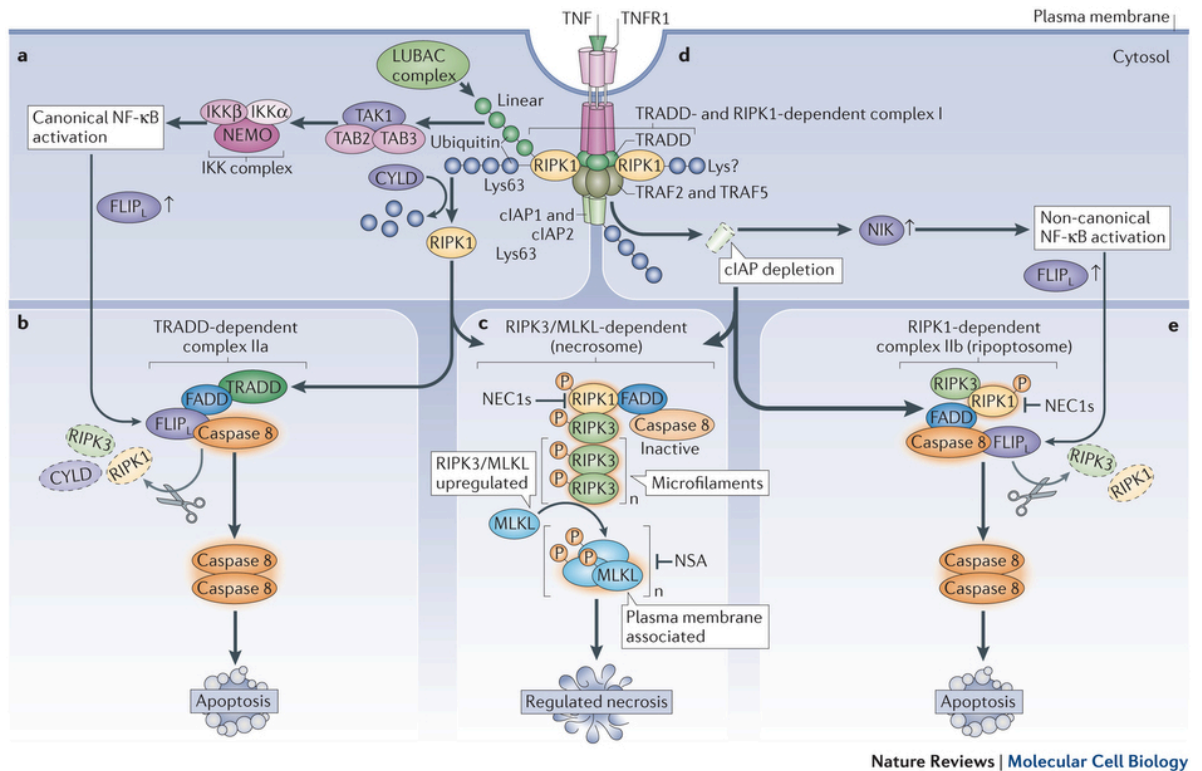 TNF
TNFR1
Plasma membrane
Cytosol
a
LUBAC
complex
Linear
Ubiquitin
Canonical NF-κB
activation
IKKβ
IKKα
NEMO
IKK complex
TAK1
TAB2
TAB3
FLIPL ↑
CYLD
Lys63
RIPK1
Lys63
RIPK1
RIPK1
cIAP1 and
cIAP2
d
TRADD- and RIPK1-dependent complex I
TRADD
Lys?
TRAF2 and TRAF5
cIAP depletion
NIK ↑
Non-canonical
NF-κB activation
FLIPL ↑
b
TRADD-dependent
complex IIa
TRADD
FADD
FLIPL
Caspase 8
RIPK3
CYLD
RIPK1
Caspase 8
Caspase 8
Apoptosis
c
RIPK3/MLKL-dependent
(necrosome)
NEC1s
P
RIPK1
FADD
P
RIPK3
Caspase 8
Inactive
RIPK3
P
RIPK3
n
Microfilaments
RIPK3/MLKL
upregulated
MLKL
P
P
P
MLKL
n
NSA
Plasma membrane
associated
Regulated necrosis
e
RIPK1-dependent
complex IIb (ripoptosome)
RIPK3
P
RIPK1
NEC1s
FADD
Caspase 8
FLIPL
RIPK3
RIPK1
Caspase 8
Caspase 8
Apoptosis
Nature Reviews | Molecular Cell Biology